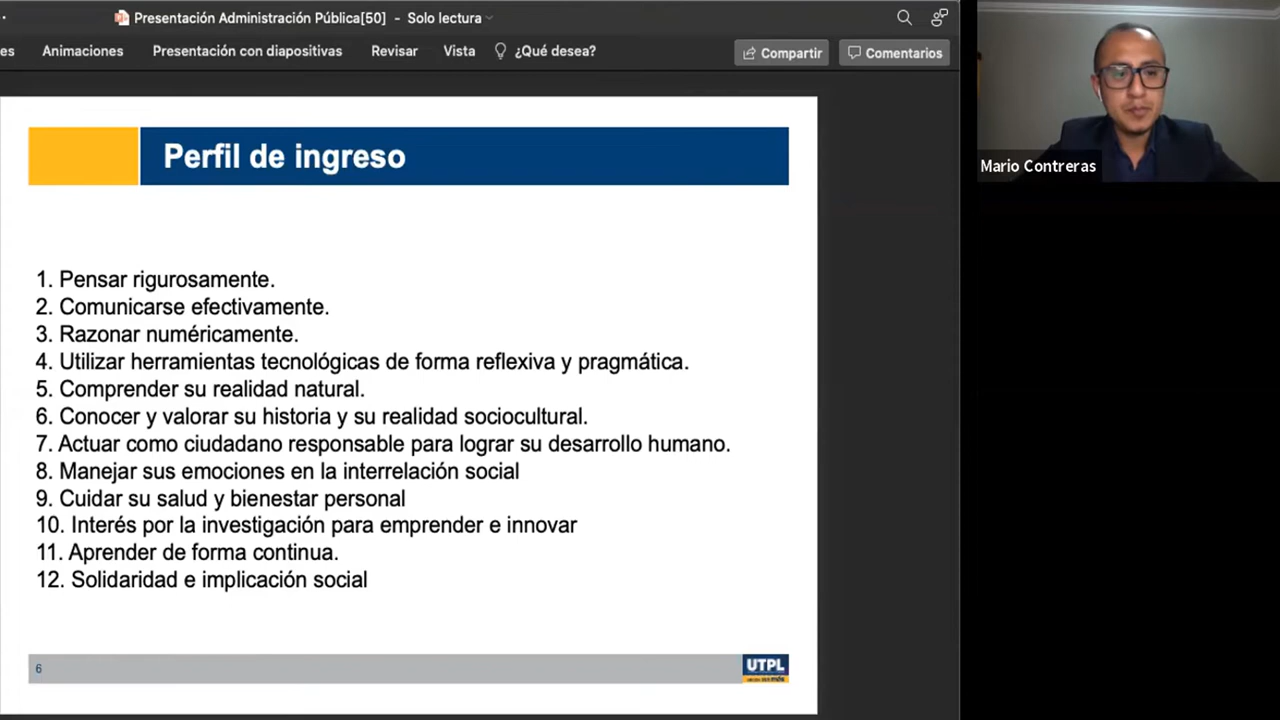 Presentación Administración Pública[50] - Solo lectura
es Animaciones Presentación con diapositivas Revisar Vista ¿Qué desea? Compartir Comentarios
Mario Contreras
Perfil de ingreso
1. Pensar rigurosamente.
2. Comunicarse efectivamente.
3. Razonar numéricamente.
4. Utilizar herramientas tecnológicas de forma reflexiva y pragmática.
5. Comprender su realidad natural.
6. Conocer y valorar su historia y su realidad sociocultural.
7. Actuar como ciudadano responsable para lograr su desarrollo humano.
8. Manejar sus emociones en la interrelación social
9. Cuidar su salud y bienestar personal
10. Interés por la investigación para emprender e innovar
11. Aprender de forma continua.
12. Solidaridad e implicación social
6
UTPL